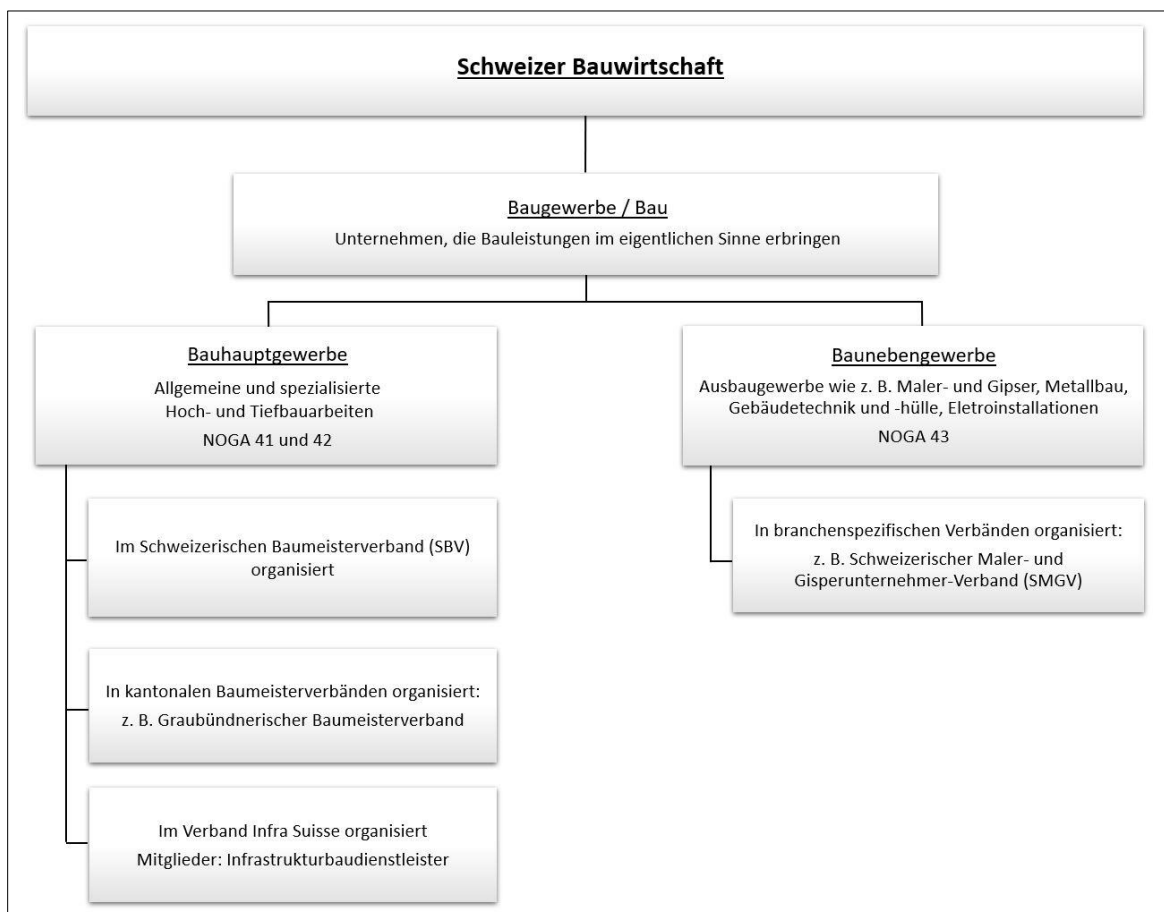 Schweizer Bauwirtschaft
Baugewerbe / Bau
Unternehmen, die Bauleistungen im eigentlichen Sinne erbringen
Bauhauptgewerbe
Allgemeine und spezialisierte
Hoch- und Tiefbauarbeiten
NOGA 41 und 42
Im Schweizerischen Baumeisterverband (SBV)
organisiert
In kantonalen Baumeisterverbänden organisiert:
z. B. Graubündnerischer Baumeisterverband
Im Verband Infra Suisse organisiert
Mitglieder: Infrastrukturbaudienstleister
Baunebengewerbe
Ausbaugewerbe wie z. B. Maler- und Gipser, Metallbau,
Gebäudetechnik und -hülle, Eletroinstallationen
NOGA 43
In branchenspezifischen Verbänden organisiert:
z. B. Schweizerischer Maler- und
Gisperunternehmer-Verband (SMGV)